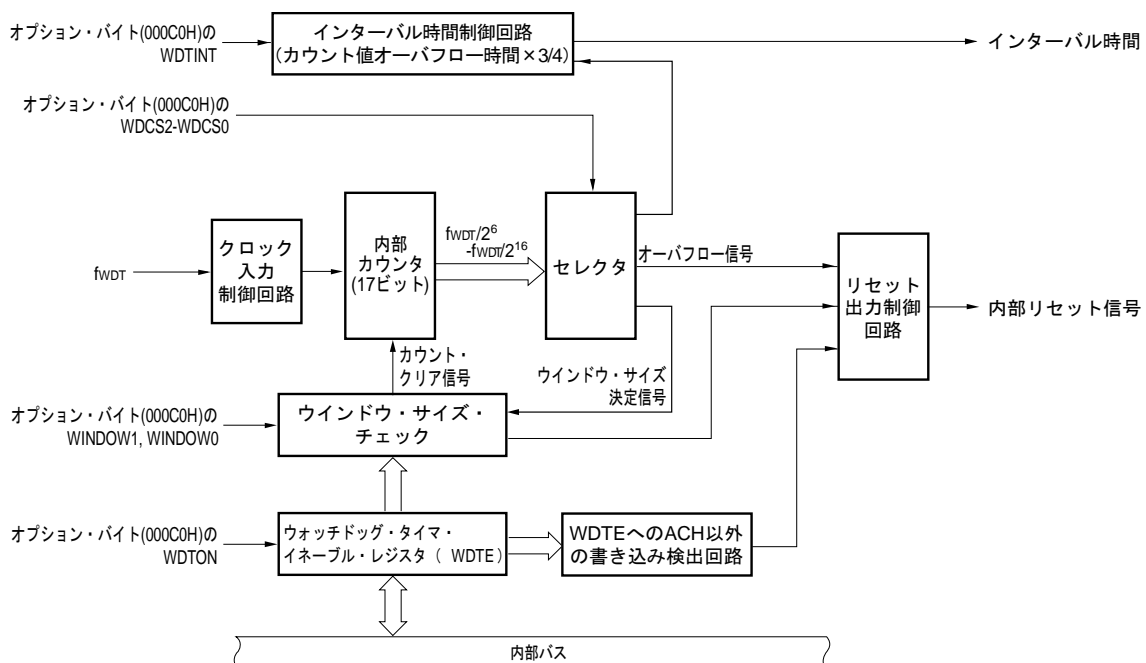 オプション・バイト(000C0H)の
WDTINT
インターバル時間制御回路
(カウント値オーバフロー時間×3/4)
インターバル時間
オプション・バイト(000C0H)の
WDCS2-WDCS0
fWDT
クロック
入力
制御回路
内部
カウンタ
(17ビット)
fWDT/2⁶
-fWDT/2¹⁶
セレクタ
オーバフロー信号
リセット
出力制御
回路
内部リセット信号
カウント・
クリア信号
ウインドウ・サイズ
決定信号
オプション・バイト(000C0H)の
WINDOW1, WINDOW0
ウインドウ・サイズ・
チェック
オプション・バイト(000C0H)の
WDTON
ウォッチドッグ・タイマ・
イネーブル・レジスタ( WDTE)
WDTEへのACH以外
の書き込み検出回路
内部バス